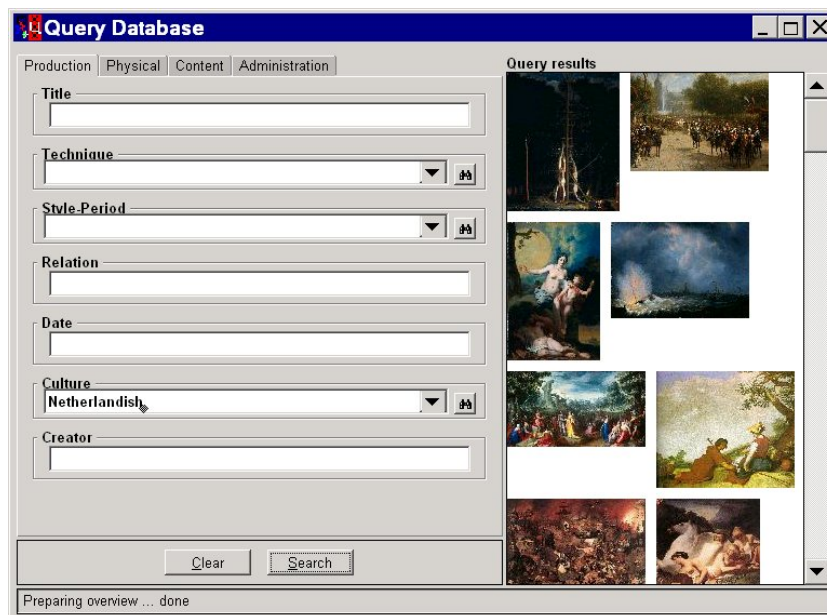 Query Database
Production Physical Content Administration
Title
Technique
Style-Period
Relation
Date
Culture
Netherlandish
Creator
Clear Search
Query results
Preparing overview ... done